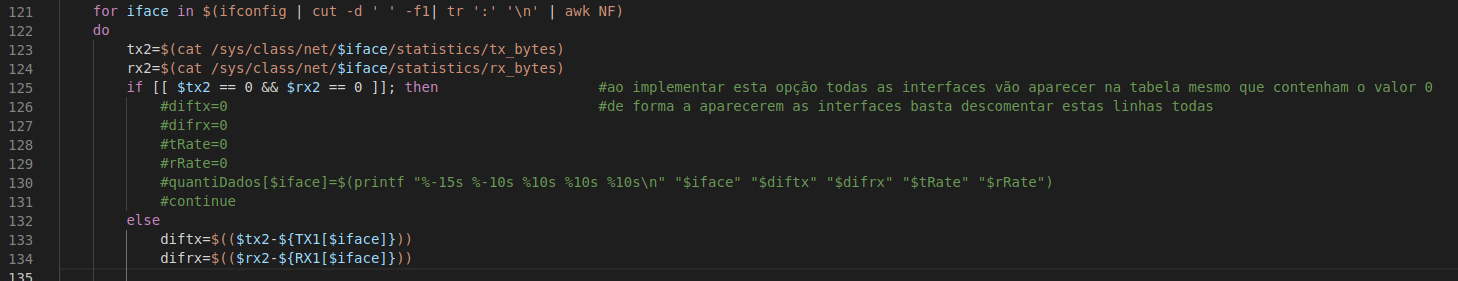 121 for iface in $(ifconfig | cut -d ' ' -f1| tr ':' '\n' | awk NF)
122 do
123 tx2=$(cat /sys/class/net/$iface/statistics/tx_bytes)
124 rx2=$(cat /sys/class/net/$iface/statistics/rx_bytes)
125 if [[ $tx2 == 0 && $rx2 == 0 ]]; then #ao implementar esta opção todas as interfaces vão aparecer na tabela mesmo que contenham o valor 0
126 #diftx=0 #de forma a aparecerem as interfaces basta descomentar estas linhas todas
127 #difrx=0
128 #tRate=0
129 #rRate=0
130 #quantiDados[$iface]=$(printf "%-15s %-10s %10s %10s %10s\n" "$iface" "$diftx" "$difrx" "$tRate" "$rRate")
131 #continue
132 else
133 diftx=$(($tx2-${TX1[$iface]}))
134 difrx=$(($rx2-${RX1[$iface]}))
135